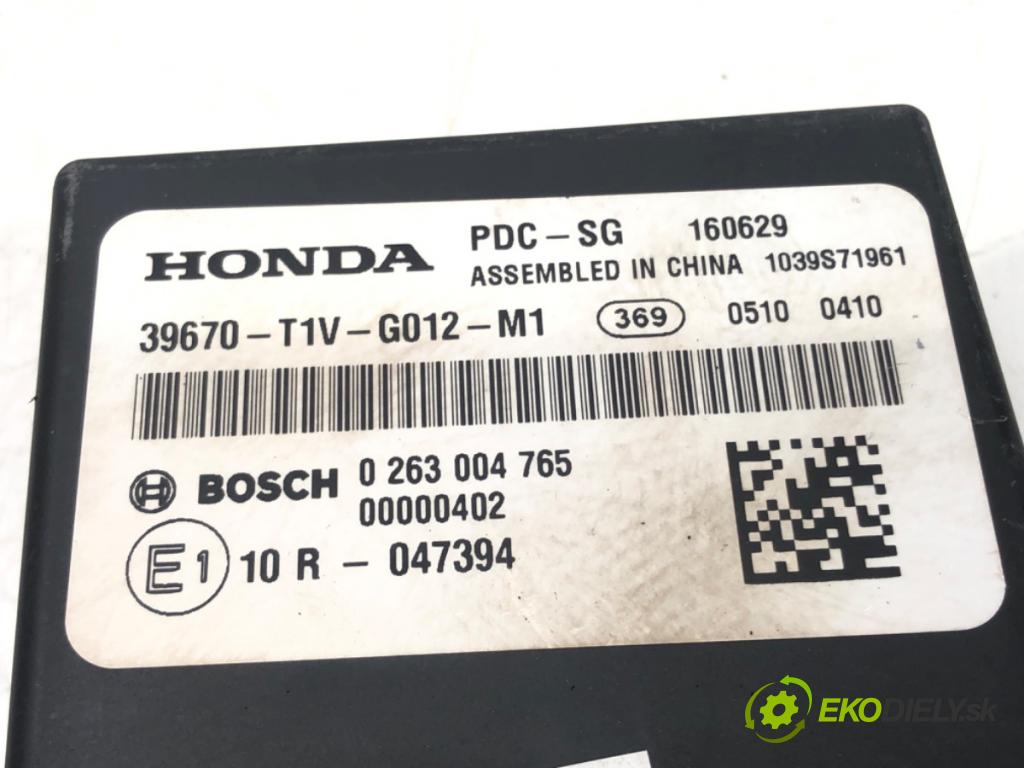 HONDA PDC-SG 160629
ASSEMBLED IN CHINA 1039S71961
39670-T1V-G012-M1 369 0510 0410
BOSCH 0 263 004 765
00000402
E1 10 R - 047394
EKODIELY.sk